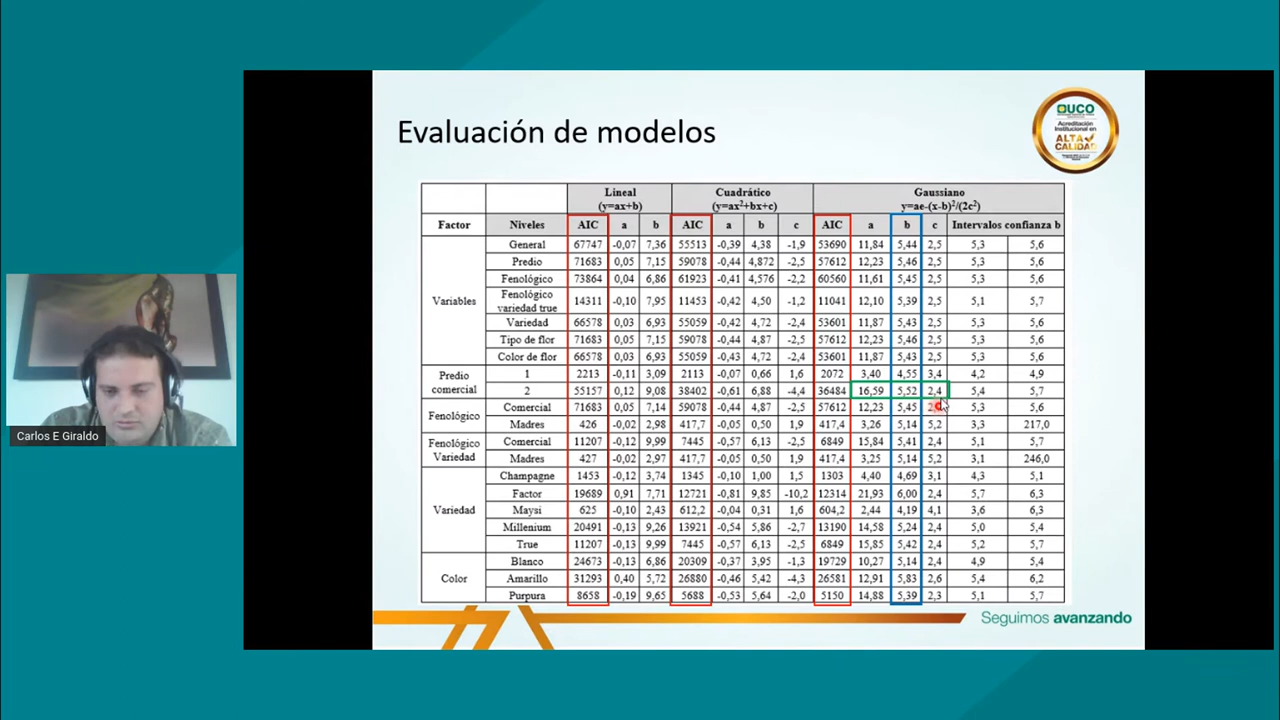 UCO
Acreditación
Institucional en
ALTA
CALIDAD
Evaluación de modelos
Lineal Cuadrático Gaussiano
(y=ax+b) (y=ax²+bx+c) y=ae-(x-b)²/(2c²)
Factor Niveles AIC a b AIC a b c AIC a b c Intervalos confianza b
Variables
General 67747 -0,07 7,36 55513 -0,39 4,38 -1,9 53690 11,84 5,44 2,5 5,3 5,6
Predio 71683 0,05 7,15 59078 -0,44 4,872 -2,5 57612 12,23 5,46 2,5 5,3 5,6
Fenológico 73864 0,04 6,86 61923 -0,41 4,576 -2,2 60560 11,61 5,45 2,5 5,3 5,6
Fenológico
variedad true 14311 -0,10 7,95 11453 -0,42 4,50 -1,2 11041 12,10 5,39 2,5 5,1 5,7
Variedad 66578 0,03 6,93 55059 -0,42 4,72 -2,4 53601 11,87 5,43 2,5 5,3 5,6
Tipo de flor 71683 0,05 7,15 59078 -0,44 4,87 -2,5 57612 12,23 5,46 2,5 5,3 5,6
Color de flor 66578 0,03 6,93 55059 -0,43 4,72 -2,4 53601 11,87 5,43 2,5 5,3 5,6
Predio
comercial
1 2213 -0,11 3,09 2113 -0,07 0,66 1,6 2072 3,40 4,55 3,4 4,2 4,9
2 55157 0,12 9,08 38402 -0,61 6,88 -4,4 36484 16,59 5,52 2,4 5,4 5,7
Fenológico
Comercial 71683 0,05 7,14 59078 -0,44 4,87 -2,5 57612 12,23 5,45 5,3 5,6
Madres 426 -0,02 2,98 417,7 -0,05 0,50 1,9 417,4 3,26 5,14 5,2 3,3 217,0
Fenológico
Variedad
Comercial 11207 -0,12 9,99 7445 -0,57 6,13 -2,5 6849 15,84 5,41 2,4 5,1 5,7
Madres 427 -0,02 2,97 417,7 -0,05 0,50 1,9 417,4 3,25 5,14 5,2 3,1 246,0
Variedad
Champagne 1453 -0,12 3,74 1345 -0,10 1,00 1,5 1303 4,40 4,69 3,1 4,3 5,1
Factor 19689 0,91 7,71 12721 -0,81 9,85 -10,2 12314 21,93 6,00 2,4 5,7 6,3
Maysi 625 -0,10 2,43 612,2 -0,04 0,31 1,6 604,2 2,44 4,19 4,1 3,6 6,3
Millenium 20491 -0,13 9,26 13921 -0,54 5,86 -2,7 13190 14,58 5,24 2,4 5,0 5,4
True 11207 -0,13 9,99 7445 -0,57 6,13 -2,5 6849 15,85 5,42 2,4 5,2 5,7
Color
Blanco 24673 -0,13 6,86 20309 -0,37 3,95 -1,3 19729 10,27 5,14 2,4 4,9 5,4
Amarillo 31293 0,40 5,72 26880 -0,46 5,42 -4,3 26581 12,91 5,83 2,6 5,4 6,2
Purpura 8658 -0,19 9,65 5688 -0,53 5,64 -2,0 5150 14,88 5,39 2,3 5,1 5,7
Carlos E Giraldo
Seguimos avanzando